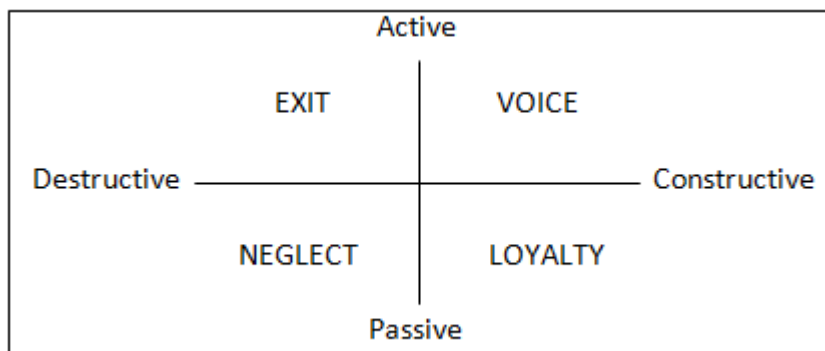 Active
EXIT VOICE
Destructive Constructive
NEGLECT LOYALTY
Passive